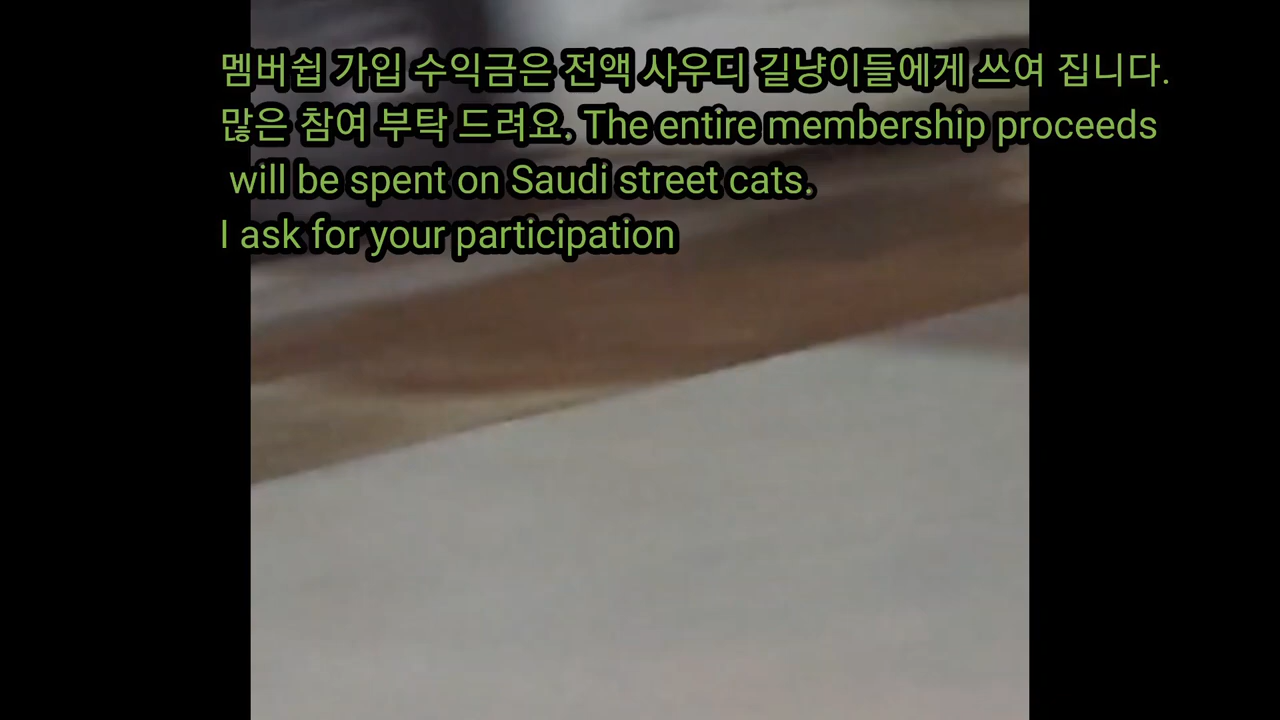 멤버쉽 가입 수익금은 전액 사우디 길냥이들에게 쓰여 집니다.
많은 참여 부탁 드려요. The entire membership proceeds
will be spent on Saudi street cats.
I ask for your participation